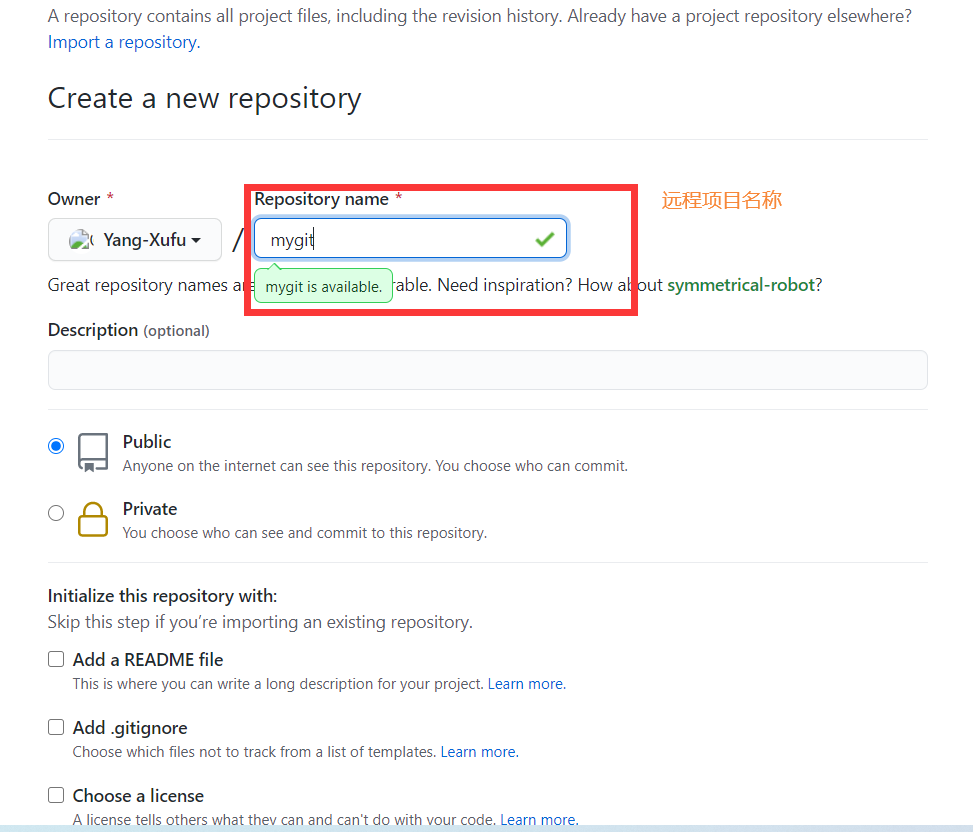 A repository contains all project files, including the revision history. Already have a project repository elsewhere?
Import a repository.
Create a new repository
Owner *
Repository name *
远程项目名称
Yang-Xufu
/
mygit
Great repository names a
rable. Need inspiration? How about symmetrical-robot?
mygit is available.
Description (optional)
Public
Anyone on the internet can see this repository. You choose who can commit.
Private
You choose who can see and commit to this repository.
Initialize this repository with:
Skip this step if you’re importing an existing repository.
Add a README file
This is where you can write a long description for your project. Learn more.
Add .gitignore
Choose which files not to track from a list of templates. Learn more.
Choose a license
A license tells others what they can and can't do with your code. Learn more.